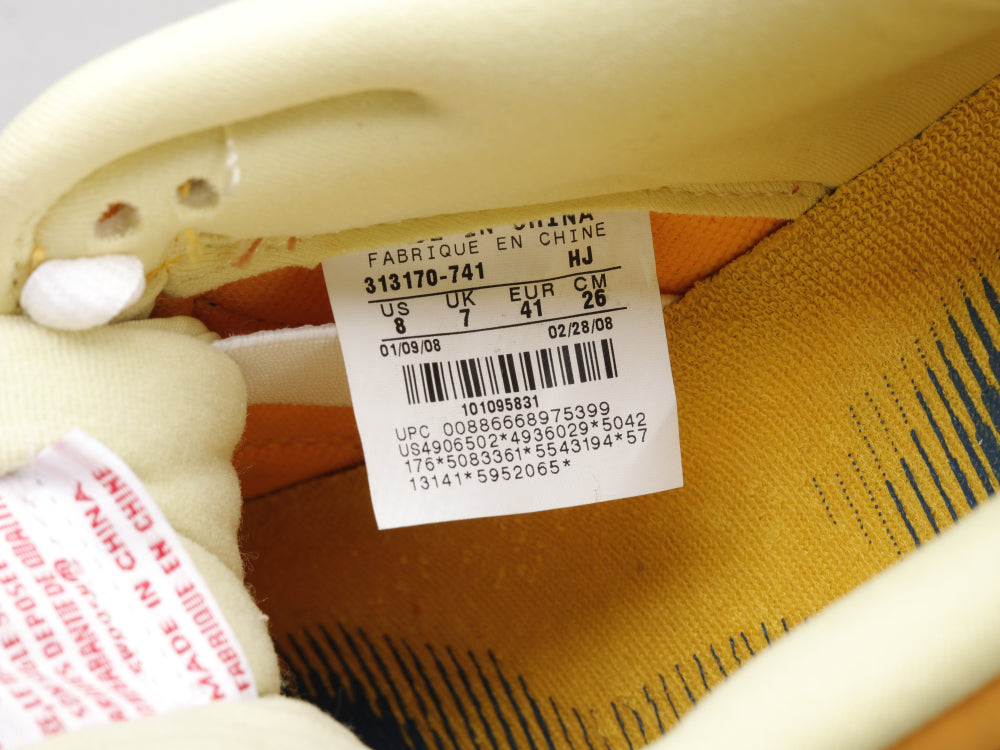 IN CHINA
FABRIQUE EN CHINE
313170-741 HJ
US UK EUR CM
8 7 41 26
01/09/08 02/28/08
101095831
UPC 00886668975399
US4906502*4936029*5042
176*5083361*5543194*57
13141*5952065*
MADE IN CHINA
FABRIQUE EN CHINE